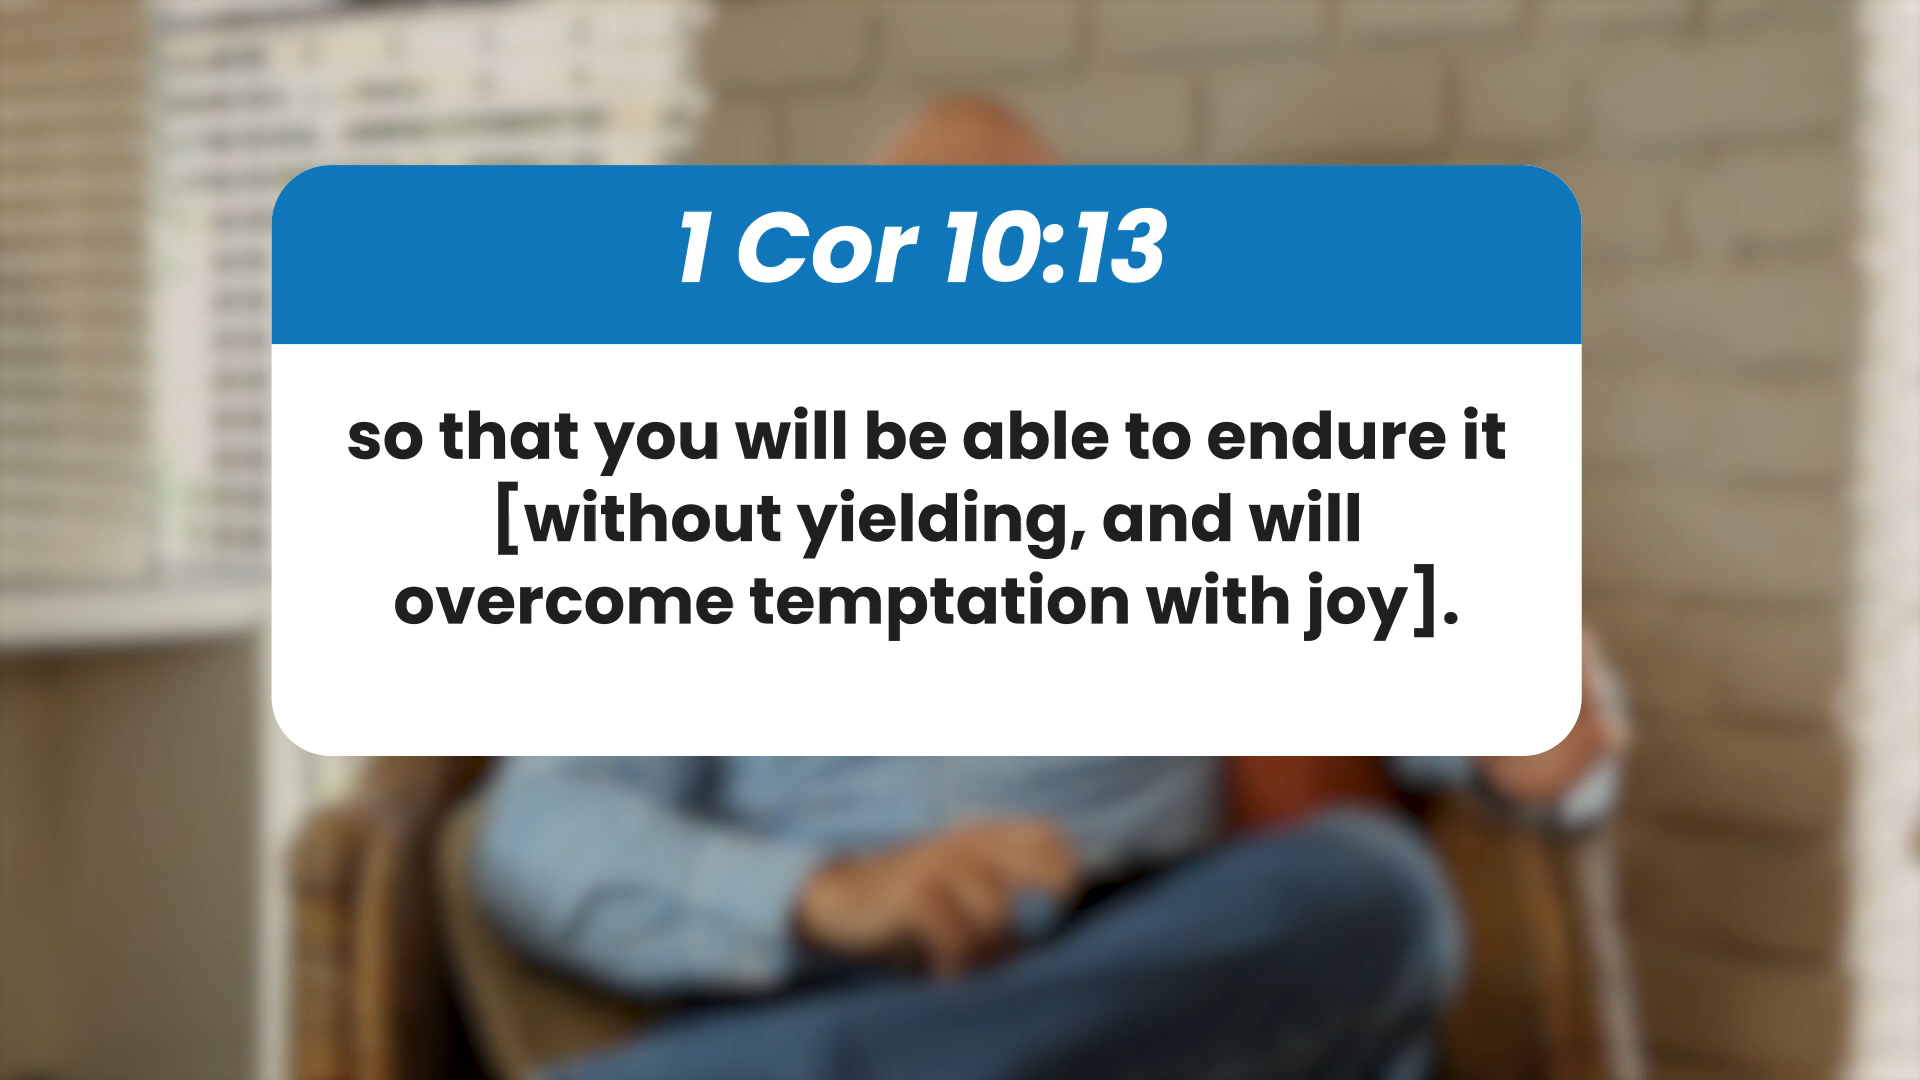 1 Cor 10:13
so that you will be able to endure it
[without yielding, and will
overcome temptation with joy].